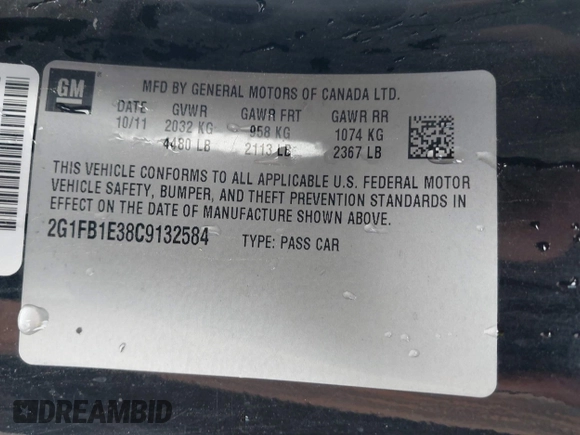 GM
MFD BY GENERAL MOTORS OF CANADA LTD.
DATE GVWR GAWR FRT GAWR RR
10/11 2032 KG 958 KG 1074 KG
4480 LB 2113 LB 2367 LB
THIS VEHICLE CONFORMS TO ALL APPLICABLE U.S. FEDERAL MOTOR
VEHICLE SAFETY, BUMPER, AND THEFT PREVENTION STANDARDS IN
EFFECT ON THE DATE OF MANUFACTURE SHOWN ABOVE.
2G1FB1E38C9132584 TYPE: PASS CAR
DREAMBID